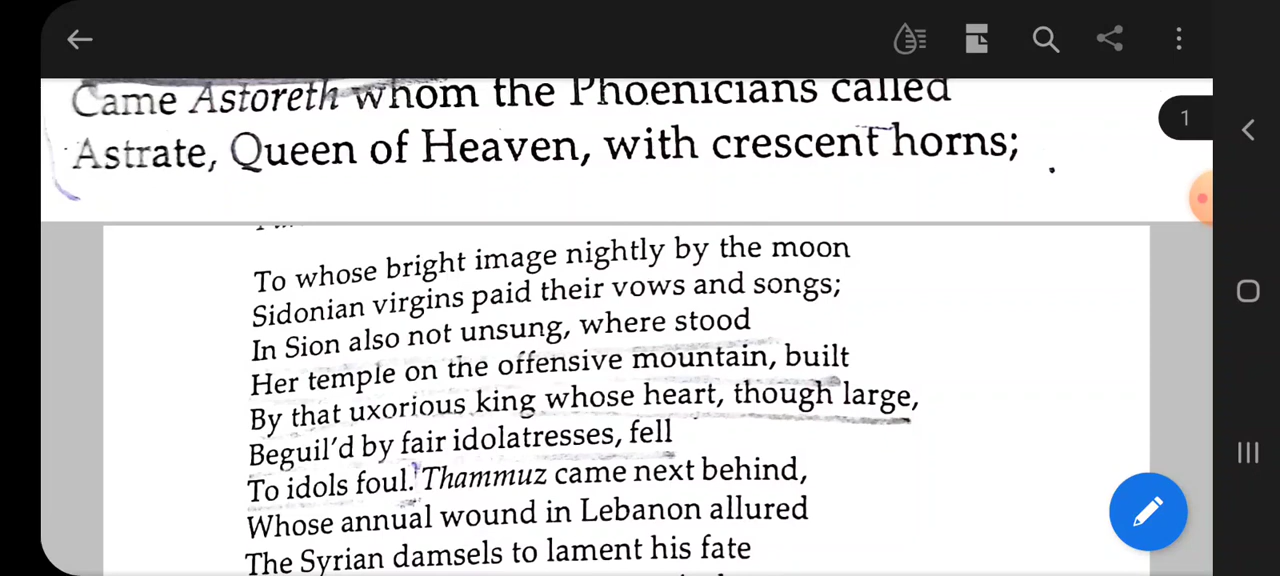 Came Astoreth whom the Phoenicians called
Astrate, Queen of Heaven, with crescent horns;
1
To whose bright image nightly by the moon
Sidonian virgins paid their vows and songs;
In Sion also not unsung, where stood
Her temple on the offensive mountain, built
By that uxorious king whose heart, though large,
Beguil'd by fair idolatresses, fell
To idols foul. Thammuz came next behind,
Whose annual wound in Lebanon allured
The Syrian damsels to lament his fate